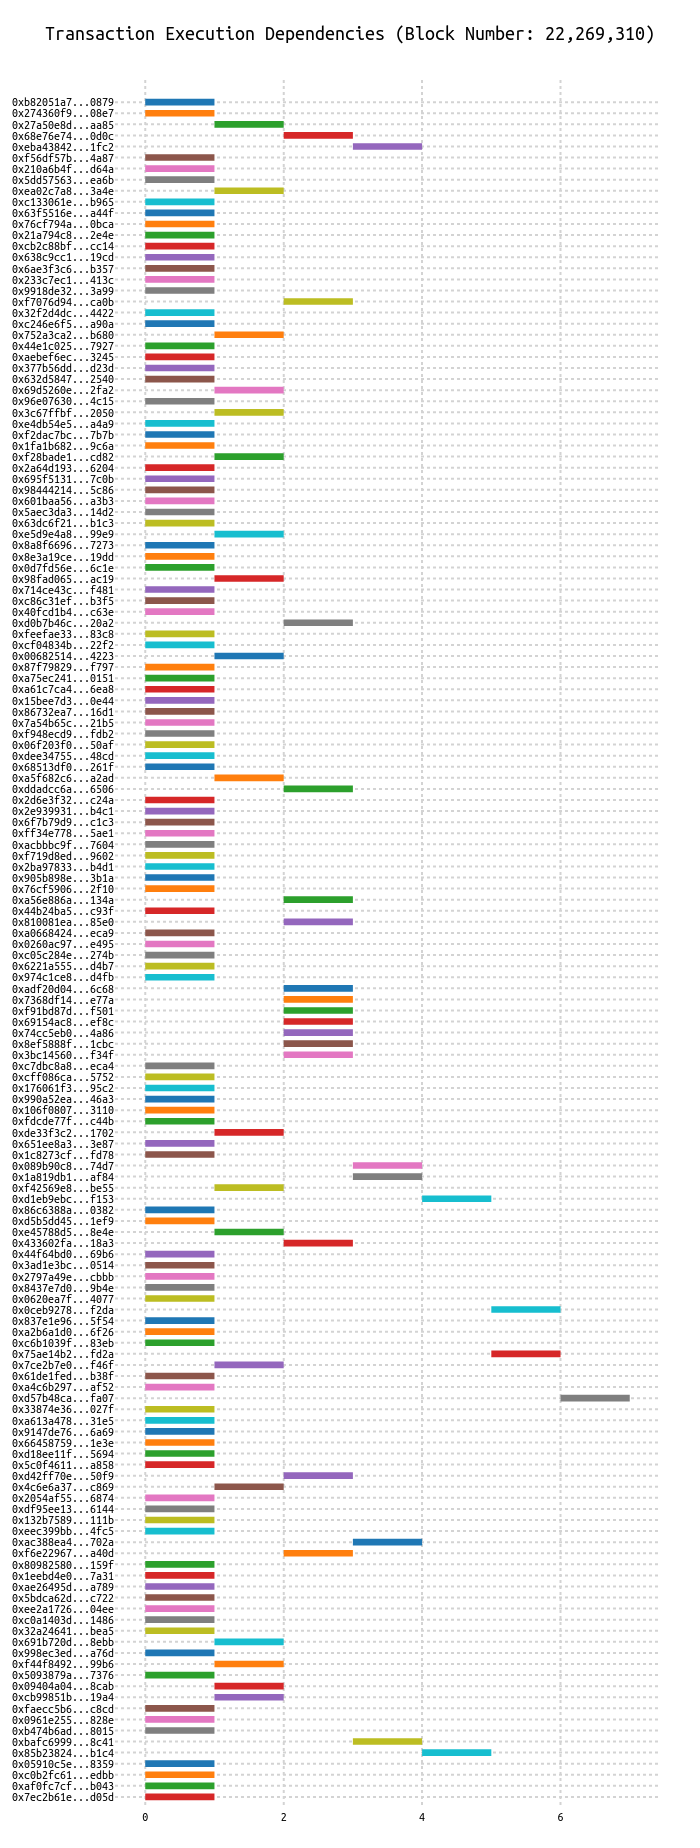 Transaction Execution Dependencies (Block Number: 22,269,310)
0xb82051a7...0879
0x274360f9...08e7
0x27a50e8d...aa85
0x68e76e74...0d0c
0xeba43842...1fc2
0xf56df57b...4a87
0x210a6b4f...d64a
0x5dd57563...ea6b
0xea02c7a8...3a4e
0xc133061e...b965
0x63f5516e...a44f
0x76cf794a...0bca
0x21a794c8...2e4e
0xcb2c88bf...cc14
0x638c9cc1...19cd
0x6ae3f3c6...b357
0x233c7ec1...413c
0x9918de32...3a99
0xf7076d94...ca0b
0x32f2d4dc...4422
0xc246e6f5...a90a
0x752a3ca2...b680
0x44e1c025...7927
0xaebef6ec...3245
0x377b56dd...d23d
0x632d5847...2540
0x69d5260e...2fa2
0x96e07630...4c15
0x3c67ffbf...2050
0xe4db54e5...a4a9
0xf2dac7bc...7b7b
0x1fa1b682...9c6a
0xf28bade1...cd82
0x2a64d193...6204
0x695f5131...7c0b
0x98444214...5c86
0x601baa56...a3b3
0x5aec3da3...14d2
0x63dc6f21...b1c3
0xe5d9e4a8...99e9
0x8a8f6696...7273
0x8e3a19ce...19dd
0x0d7fd56e...6c1e
0x98fad065...ac19
0x714ce43c...f481
0xc86c31ef...b3f5
0x40fcd1b4...c63e
0xd0b7b46c...20a2
0xfeefae33...83c8
0xcf04834b...22f2
0x00682514...4223
0x87f79829...f797
0xa75ec241...0151
0xa61c7ca4...6ea8
0x15bee7d3...0e44
0x86732ea7...16d1
0x7a54b65c...21b5
0xf948ecd9...fdb2
0x06f203f0...50af
0xdee34755...48cd
0x68513df0...261f
0xa5f682c6...a2ad
0xddadcc6a...6506
0x2d6e3f32...c24a
0x2e939931...b4c1
0x6f7b79d9...c1c3
0xff34e778...5ae1
0xacbbbc9f...7604
0xf719d8ed...9602
0x2ba97833...b4d1
0x905b898e...3b1a
0x76cf5906...2f10
0xa56e886a...134a
0x44b24ba5...c93f
0x810081ea...85e0
0xa0668424...eca9
0x0260ac97...e495
0xc05c284e...274b
0x6221a555...d4b7
0x974c1ce8...d4fb
0xadf20d04...6c68
0x7368df14...e77a
0xf91bd87d...f501
0x69154ac8...ef8c
0x74cc5eb0...4a86
0x8ef5888f...1cbc
0x3bc14560...f34f
0xc7dbc8a8...eca4
0xcff086ca...5752
0x176061f3...95c2
0x990a52ea...46a3
0x106f0807...3110
0xfdcde77f...c44b
0xde33f3c2...1702
0x651ee8a3...3e87
0x1c8273cf...fd78
0x089b90c8...74d7
0x1a819db1...af84
0xf42569e8...be55
0xd1eb9ebc...f153
0x86c6388a...0382
0xd5b5dd45...1ef9
0xe45788d5...8e4e
0x433602fa...18a3
0x44f64bd0...69b6
0x3ad1e3bc...0514
0x2797a49e...cbbb
0x8437e7d0...9b4e
0x0620ea7f...4077
0x0ceb9278...f2da
0x837e1e96...5f54
0xa2b6a1d0...6f26
0xc6b1039f...83eb
0x75ae14b2...fd2a
0x7ce2b7e0...f46f
0x61de1fed...b38f
0xa4c6b297...af52
0xd57b48ca...fa07
0x33874e36...027f
0xa613a478...31e5
0x9147de76...6a69
0x66458759...1e3e
0xd18ee11f...5694
0x5c0f4611...a858
0xd42ff70e...50f9
0x4c6e6a37...c869
0x2054af55...6874
0xdf95ee13...6144
0x132b7589...111b
0xeec399bb...4fc5
0xac388ea4...702a
0xf6e22967...a40d
0x80982580...159f
0x1eebd4e0...7a31
0xae26495d...a789
0x5bdca62d...c722
0xee2a1726...04ee
0xc0a1403d...1486
0x32a24641...bea5
0x691b720d...8ebb
0x998ec3ed...a76d
0xf44f8492...99b6
0x5093879a...7376
0x09404a04...8cab
0xcb99851b...19a4
0xfaecc5b6...c8cd
0x0961e255...828e
0xb474b6ad...8015
0xbafc6999...8c41
0x85b23824...b1c4
0x05910c5e...8359
0xc0b2fc61...edbb
0xaf0fc7cf...b043
0x7ec2b61e...d05d
0 2 4 6